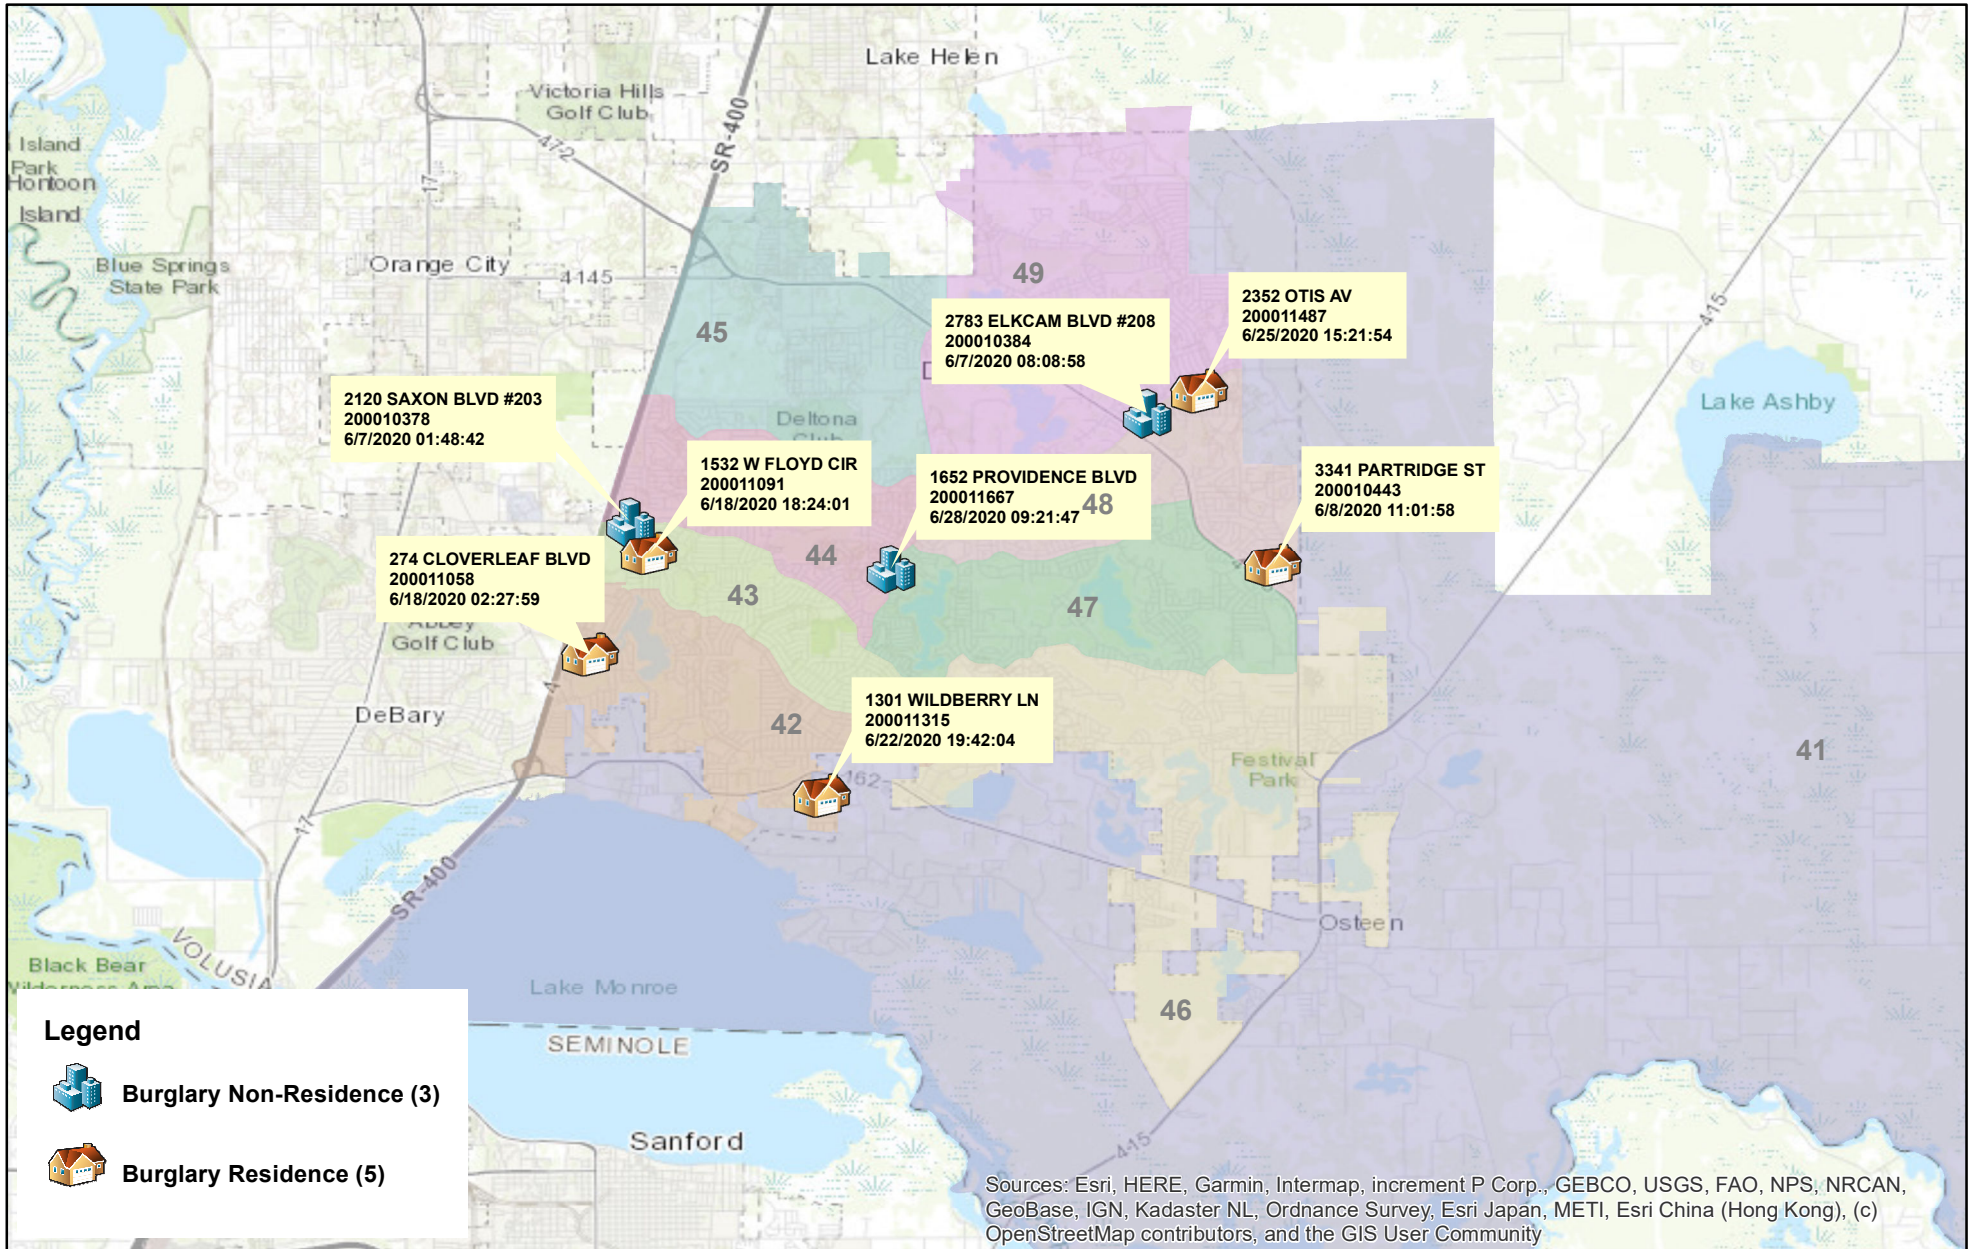 Lake Helen
Victoria Hills
Golf Club
472
SR-400
Island
Park
Hontoon
Island
17
Blue Springs
State Park
Orange City
4145
49
45
415
2352 OTIS AV
200011487
6/25/2020 15:21:54
2783 ELKCAM BLVD #208
200010384
6/7/2020 08:08:58
D
Lake Ashby
2120 SAXON BLVD #203
200010378
6/7/2020 01:48:42
Deltona
Club
1532 W FLOYD CIR
200011091
6/18/2020 18:24:01
1652 PROVIDENCE BLVD
200011667
6/28/2020 09:21:47
48
3341 PARTRIDGE ST
200010443
6/8/2020 11:01:58
274 CLOVERLEAF BLVD
200011058
6/18/2020 02:27:59
44
43
47
Abbey
Golf Club
4
DeBary
42
1301 WILDBERRY LN
200011315
6/22/2020 19:42:04
41
Festival
Park
162
17
SR-400
Osteen
VOLUSIA
Black Bear
Wilderness Area
Lake Monroe
46
SEMINOLE
Sanford
415
Legend
Burglary Non-Residence (3)
Burglary Residence (5)
Sources: Esri, HERE, Garmin, Intermap, increment P Corp., GEBCO, USGS, FAO, NPS, NRCAN,
GeoBase, IGN, Kadaster NL, Ordnance Survey, Esri Japan, METI, Esri China (Hong Kong), (c)
OpenStreetMap contributors, and the GIS User Community